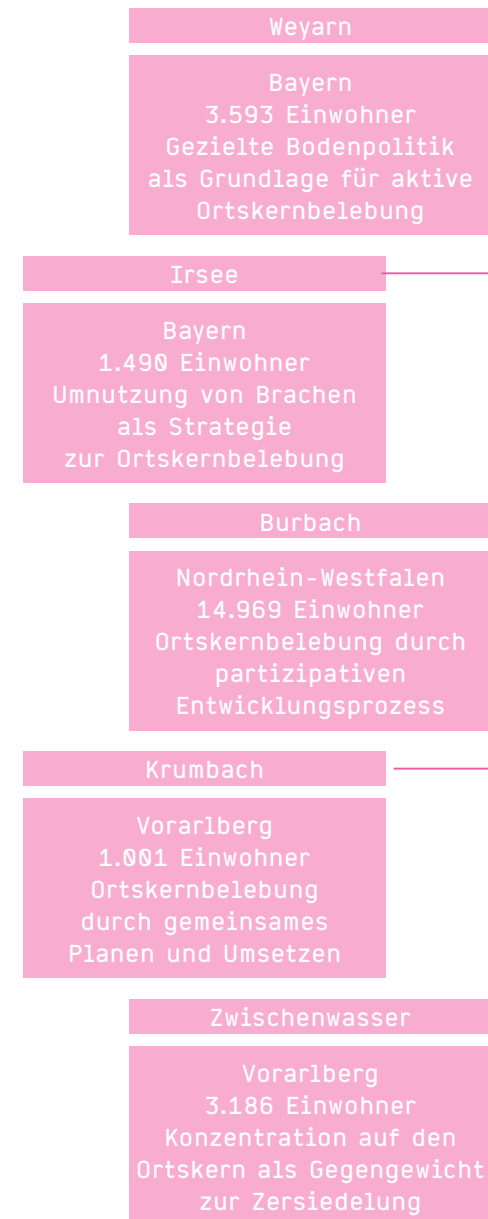 Weyarn
Bayern
3.593 Einwohner
Gezielte Bodenpolitik
als Grundlage für aktive
Ortskernbelebung
Irsee
Bayern
1.490 Einwohner
Umnutzung von Brachen
als Strategie
zur Ortskernbelebung
Burbach
Nordrhein-Westfalen
14.969 Einwohner
Ortskernbelebung durch
partizipativen
Entwicklungsprozess
Krumbach
Vorarlberg
1.001 Einwohner
Ortskernbelebung
durch gemeinsames
Planen und Umsetzen
Zwischenwasser
Vorarlberg
3.186 Einwohner
Konzentration auf den
Ortskern als Gegengewicht
zur Zersiedelung